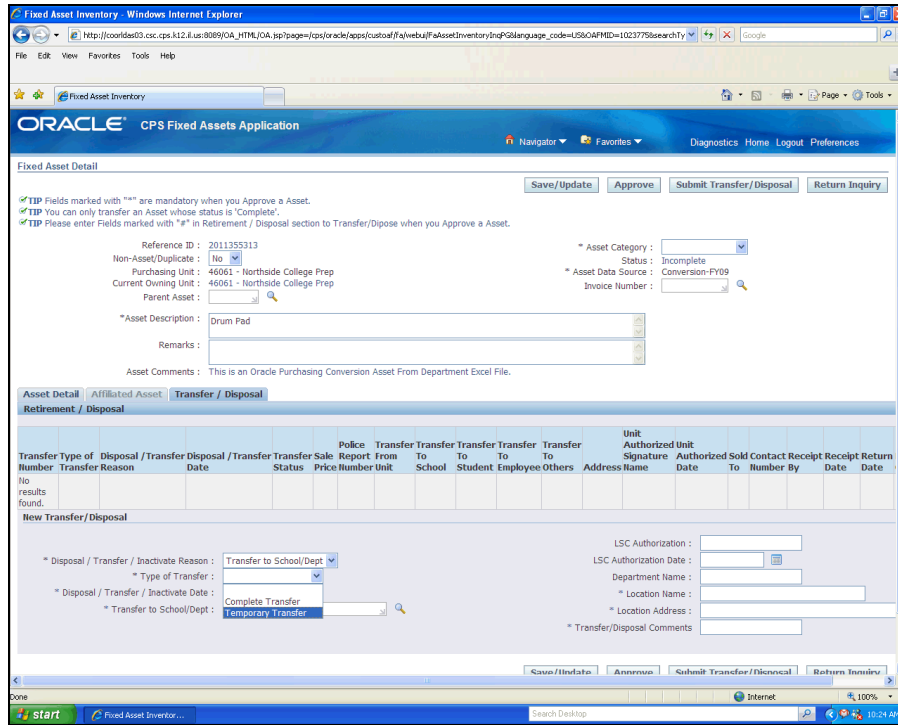 Fixed Asset Inventory - Windows Internet Explorer
http://coorldas03.csc.cps.k12.il.us:8089/OA_HTML/OA.jsp?page=/cps/oracle/apps/custoaf/fa/webui/FaAssetInventoryInqPG&language_code=US&OAFMID=1023775&searchTy
Google
File Edit View Favorites Tools Help
Fixed Asset Inventory
Page Tools
ORACLE CPS Fixed Assets Application
Navigator Favorites Diagnostics Home Logout Preferences
Fixed Asset Detail
Save/Update Approve Submit Transfer/Disposal Return Inquiry
TIP Fields marked with "*" are mandatory when you Approve a Asset.
TIP You can only transfer an Asset whose status is 'Complete'.
TIP Please enter Fields marked with "#" in Retirement / Disposal section to Transfer/Dipose when you Approve a Asset.
Reference ID : 2011355313 * Asset Category :
Non-Asset/Duplicate : No Status : Incomplete
Purchasing Unit : 46061 - Northside College Prep * Asset Data Source : Conversion-FY09
Current Owning Unit : 46061 - Northside College Prep Invoice Number :
Parent Asset :
*Asset Description : Drum Pad
Remarks :
Asset Comments : This is an Oracle Purchasing Conversion Asset From Department Excel File.
Asset Detail Affiliated Asset Transfer / Disposal
Retirement / Disposal
Unit
Police Transfer Transfer Transfer Transfer Transfer Authorized Unit
Transfer Type of Disposal /Transfer Disposal /Transfer Transfer Sale Report From To To To To Signature Authorized Sold Contact Receipt Receipt Return
Number Transfer Reason Date Status Price Number Unit School Student Employee Others Address Name Date To Number By Date Date
No
results
found.
New Transfer/Disposal
LSC Authorization :
* Disposal / Transfer / Inactivate Reason : Transfer to School/Dept LSC Authorization Date :
* Type of Transfer : Department Name :
* Disposal / Transfer / Inactivate Date : Complete Transfer * Location Name :
* Transfer to School/Dept : Temporary Transfer * Location Address :
* Transfer/Disposal Comments
Save/Update Approve Submit Transfer/Disposal Return Inquiry
Done Internet 100%
start Fixed Asset Inventor... Search Desktop 10:24 AM